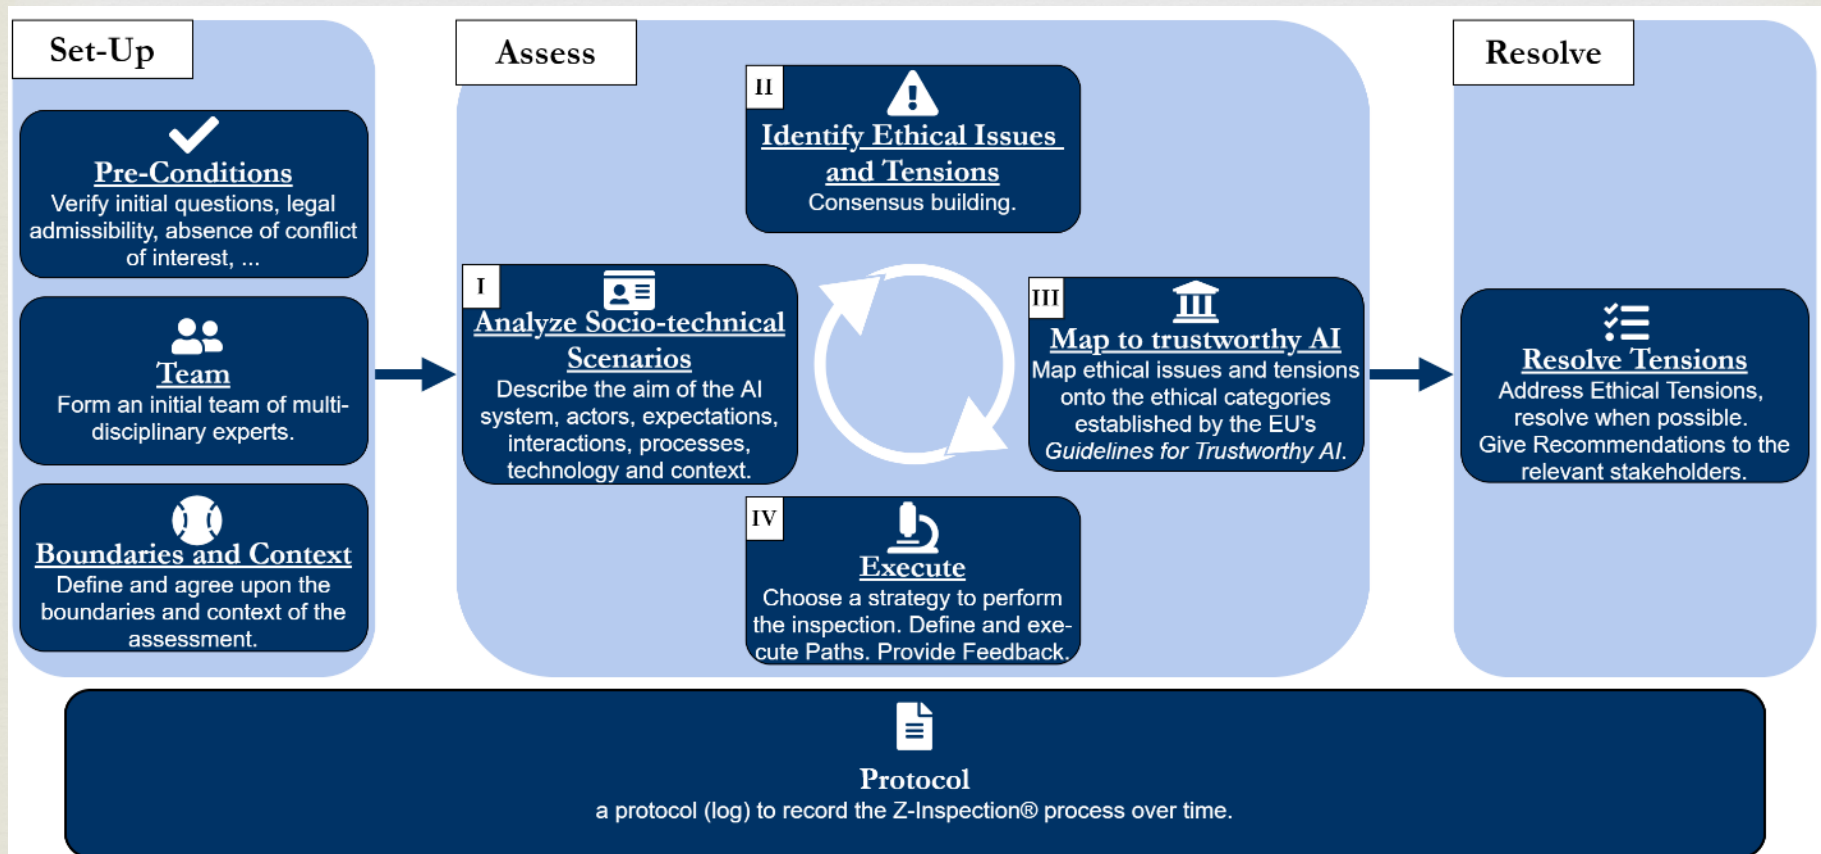 Set-Up
Pre-Conditions
Verify initial questions, legal
admissibility, absence of conflict
of interest, ...
Team
Form an initial team of multi-
disciplinary experts.
Boundaries and Context
Define and agree upon the
boundaries and context of the
assessment.
Assess
I
Analyze Socio-technical
Scenarios
Describe the aim of the AI
system, actors, expectations,
interactions, processes,
technology and context.
II
Identify Ethical Issues
and Tensions
Consensus building.
III
Map to trustworthy AI
Map ethical issues and tensions
onto the ethical categories
established by the EU's
Guidelines for Trustworthy AI.
IV
Execute
Choose a strategy to perform
the inspection. Define and exe-
cute Paths. Provide Feedback.
Resolve
Resolve Tensions
Address Ethical Tensions,
resolve when possible.
Give Recommendations to the
relevant stakeholders.
Protocol
a protocol (log) to record the Z-Inspection® process over time.